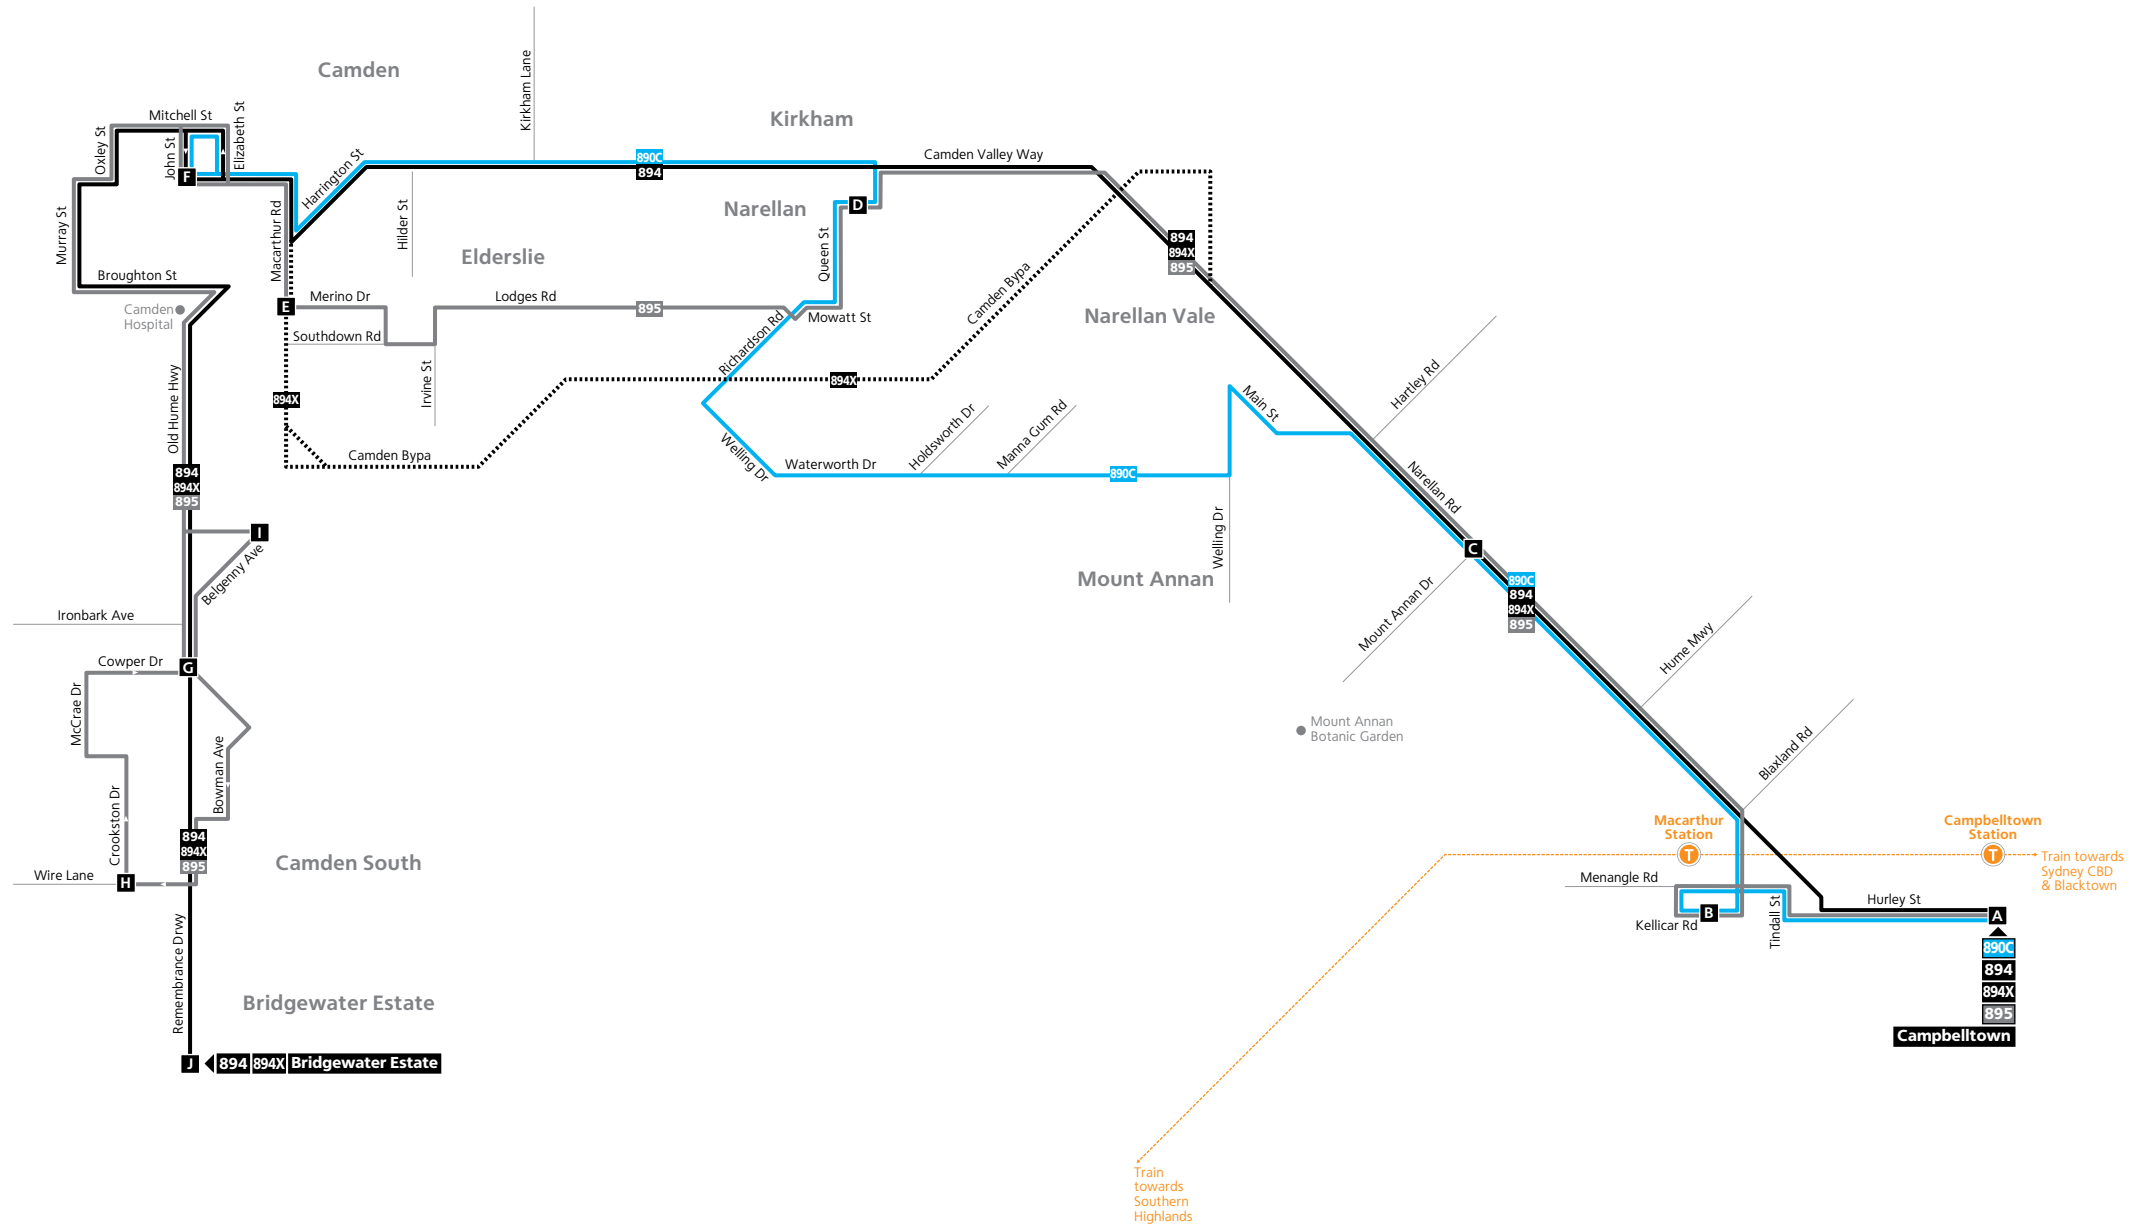 Camden
Kirkham Lane
Kirkham
Mitchell St
Elizabeth St
Oxley St
John St
F
Harrington St
890C
894
Camden Valley Way
Narellan
D
Murray St
Macarthur Rd
Hilder St
Elderslie
Queen St
894
894X
895
Broughton St
Camden
Hospital
E
Merino Dr
Lodges Rd
895
Mowatt St
Camden Bypa
Narellan Vale
Southdown Rd
Richardson Rd
Irvine St
894X
894X
Old Hume Hwy
Hartley Rd
Main St
Camden Bypa
Welling Dr
Waterworth Dr
Holdsworth Dr
Manna Gum Rd
890C
Narellan Rd
894
894X
895
I
Belgenny Ave
Welling Dr
C
Mount Annan
890C
894
894X
895
Mount Annan Dr
Ironbark Ave
Hume Mwy
Cowper Dr
G
McCrae Dr
Mount Annan
Botanic Garden
Bowman Ave
Blaxland Rd
Crookston Dr
894
894X
895
Camden South
Macarthur
Station
T
Campbelltown
Station
T
Train towards
Sydney CBD
& Blacktown
Wire Lane
H
Menangle Rd
Kellicar Rd
B
Tindall St
Hurley St
A
890C
894
894X
895
Campbelltown
Remembrance Drwy
Bridgewater Estate
J
894 894X Bridgewater Estate
Train
towards
Southern
Highlands